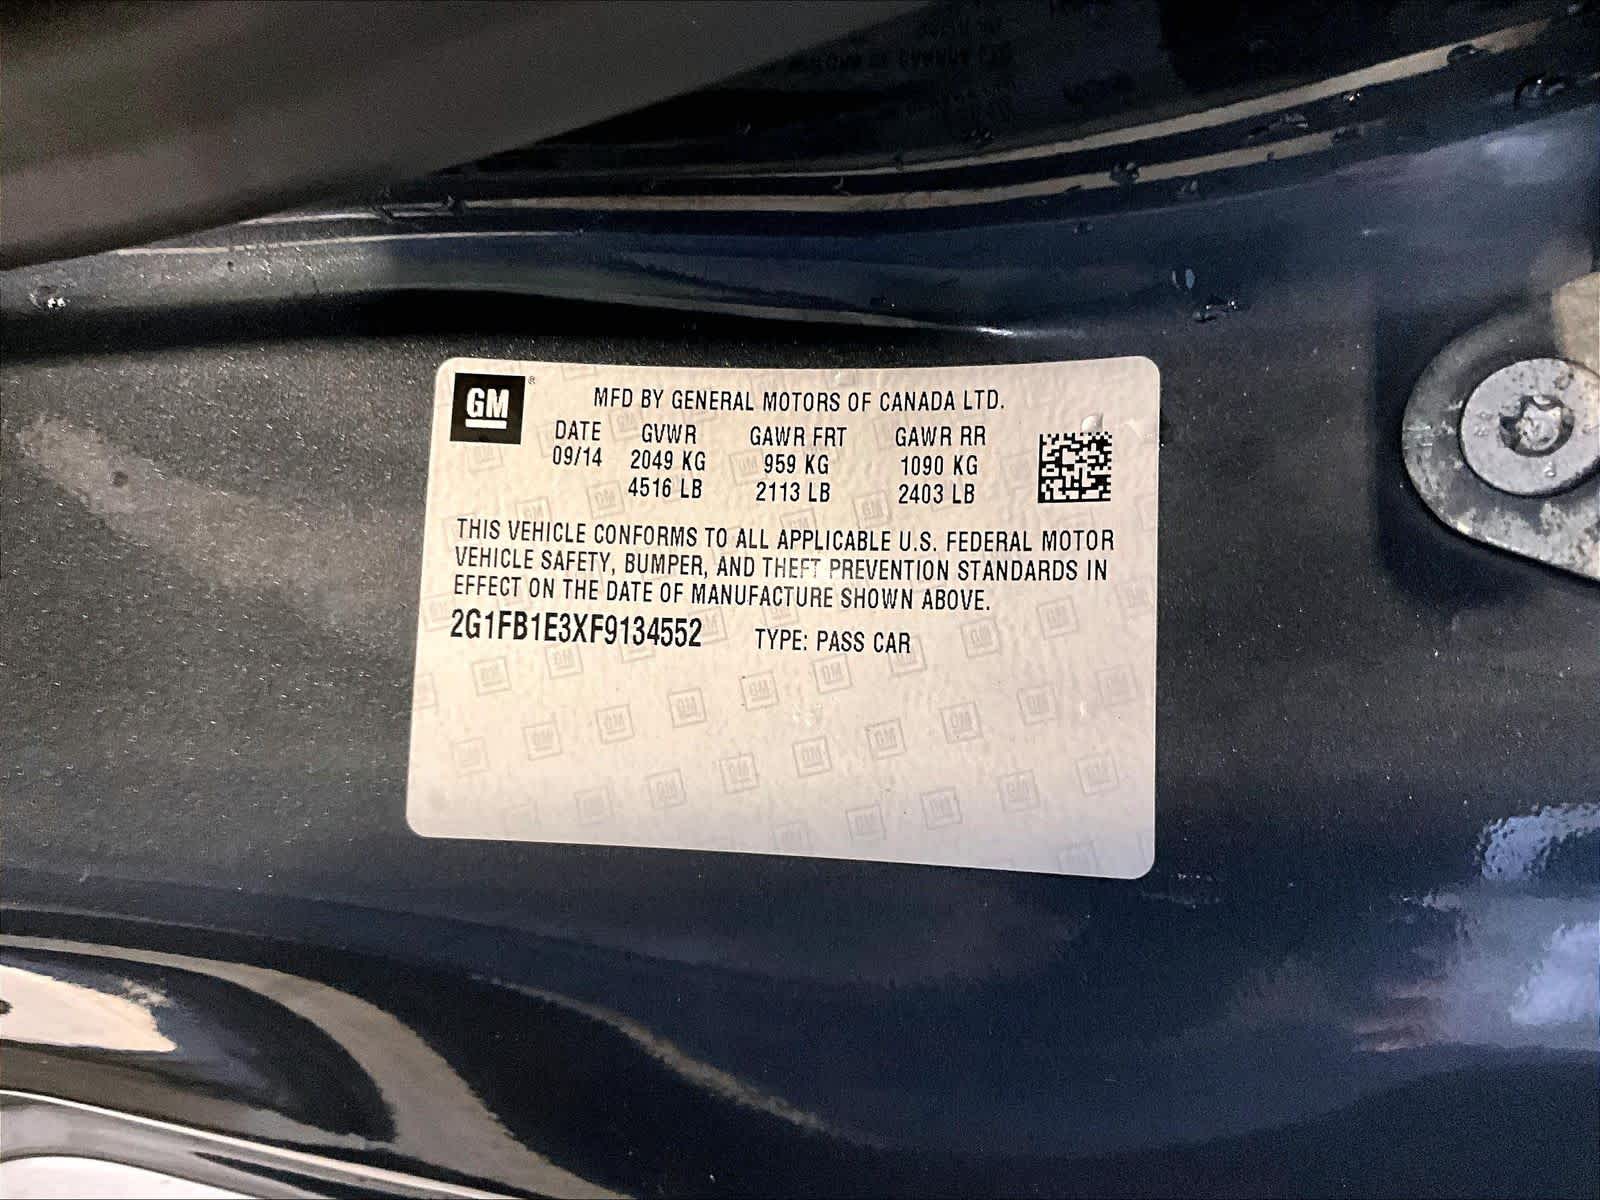 GM ®
MFD BY GENERAL MOTORS OF CANADA LTD.
DATE GVWR GAWR FRT GAWR RR
09/14 2049 KG 959 KG 1090 KG
4516 LB 2113 LB 2403 LB
THIS VEHICLE CONFORMS TO ALL APPLICABLE U.S. FEDERAL MOTOR
VEHICLE SAFETY, BUMPER, AND THEFT PREVENTION STANDARDS IN
EFFECT ON THE DATE OF MANUFACTURE SHOWN ABOVE.
2G1FB1E3XF9134552 TYPE: PASS CAR